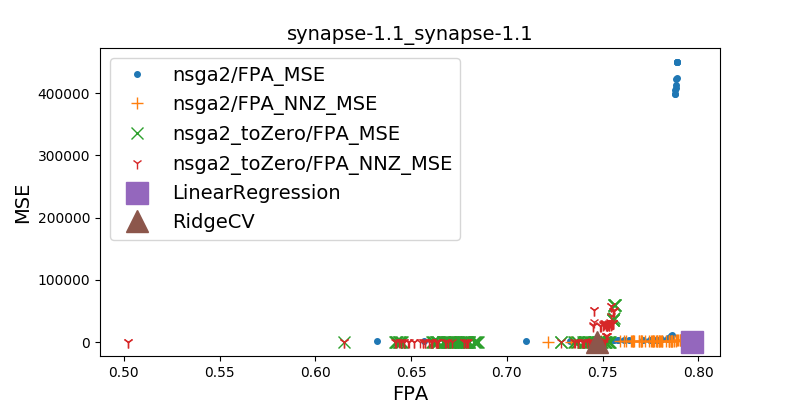 synapse-1.1_synapse-1.1
nsga2/FPA_MSE
nsga2/FPA_NNZ_MSE
nsga2_toZero/FPA_MSE
nsga2_toZero/FPA_NNZ_MSE
LinearRegression
RidgeCV
MSE
400000
300000
200000
100000
0
0.50 0.55 0.60 0.65 0.70 0.75 0.80
FPA